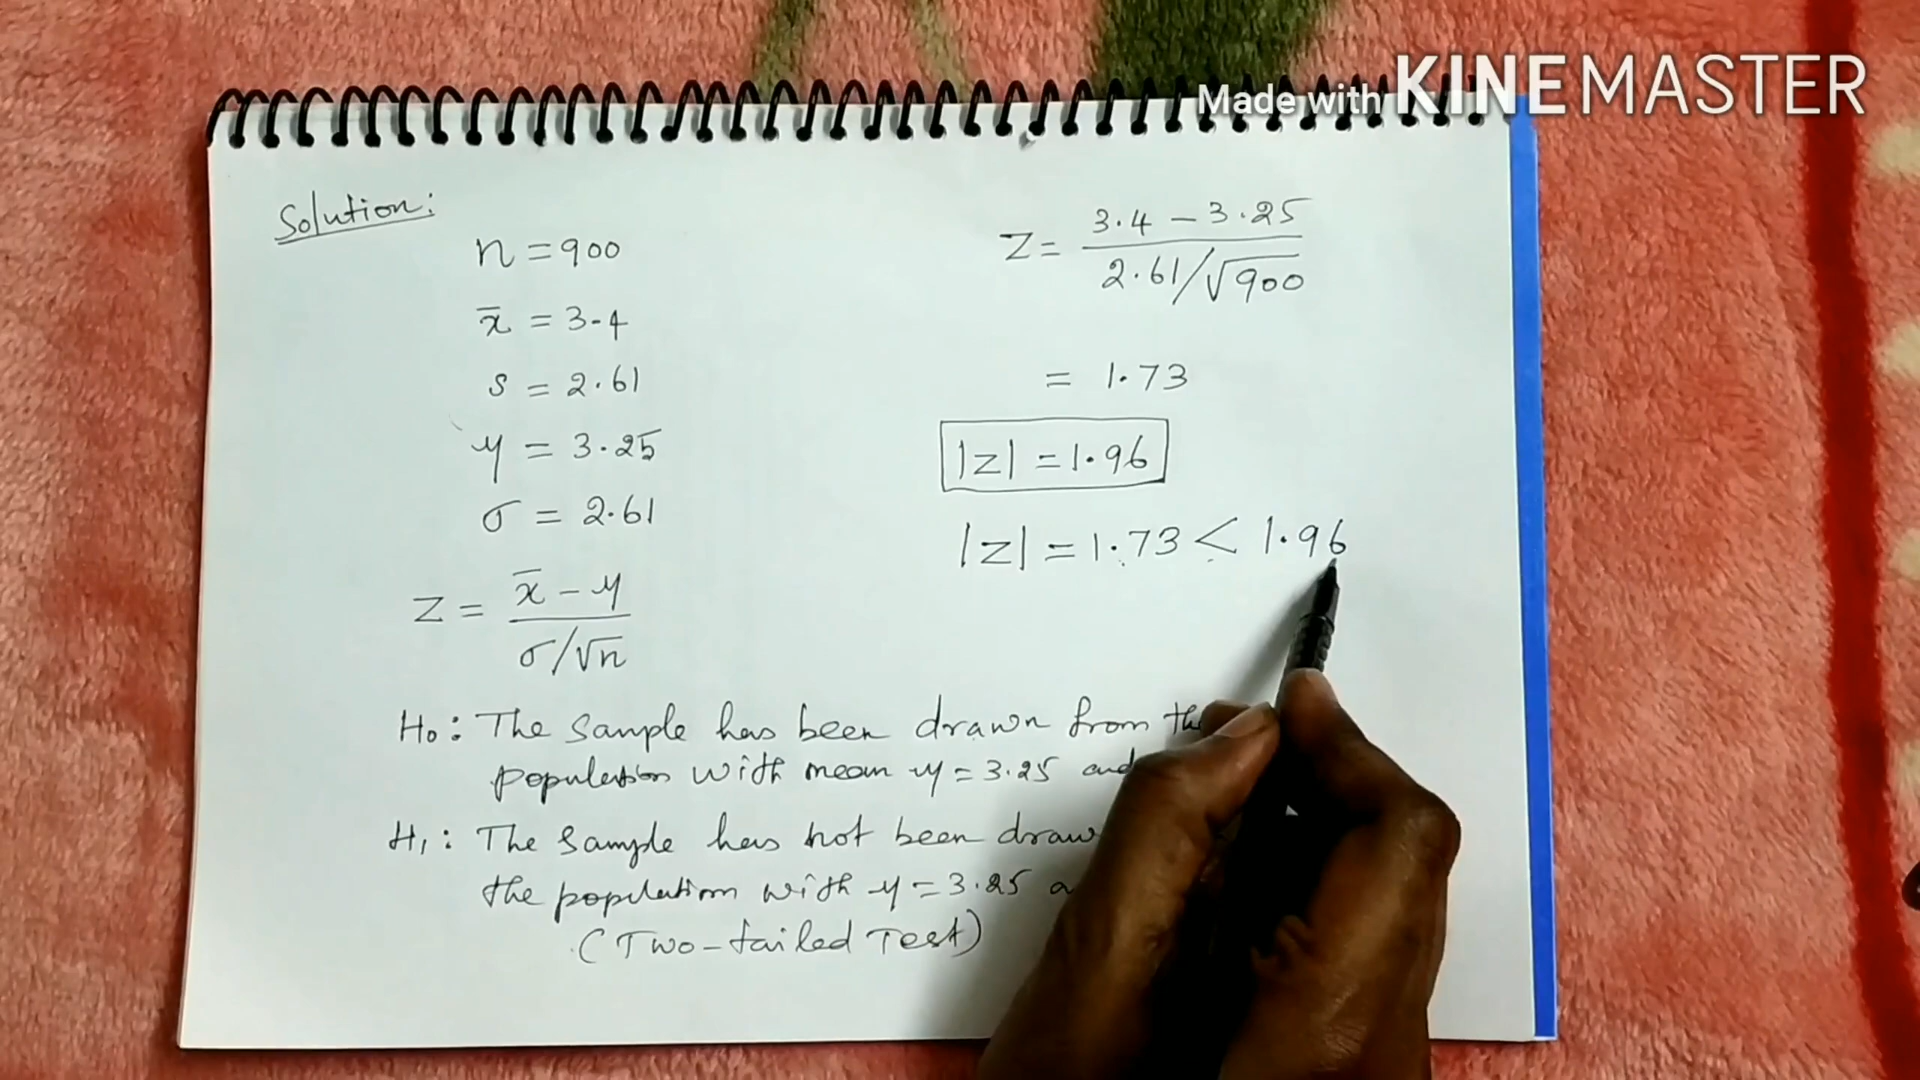 Made with KINEMASTER
Solution:
n = 900
x̄ = 3.4
s = 2.61
μ = 3.25
σ = 2.61
z = (x̄ - μ) / (σ/√n)
z = (3.4 - 3.25) / (2.61/√900)
= 1.73
|z| = 1.96
|z| = 1.73 < 1.96
H₀: The sample has been drawn from the
population with mean μ = 3.25 and
H₁: The sample has not been
the population with μ = 3.25
(Two-tailed Test)